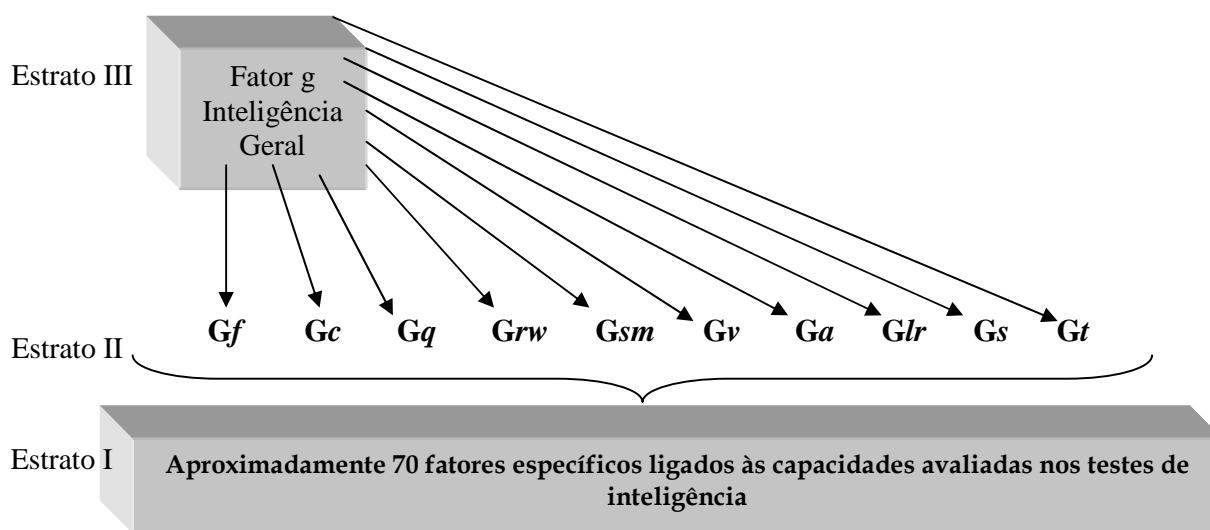 Estrato III
Fator g
Inteligência
Geral
Gf Gc Gq Grw Gsm Gv Ga Glr Gs Gt
Estrato II
Estrato I
Aproximadamente 70 fatores específicos ligados às capacidades avaliadas nos testes de
inteligência